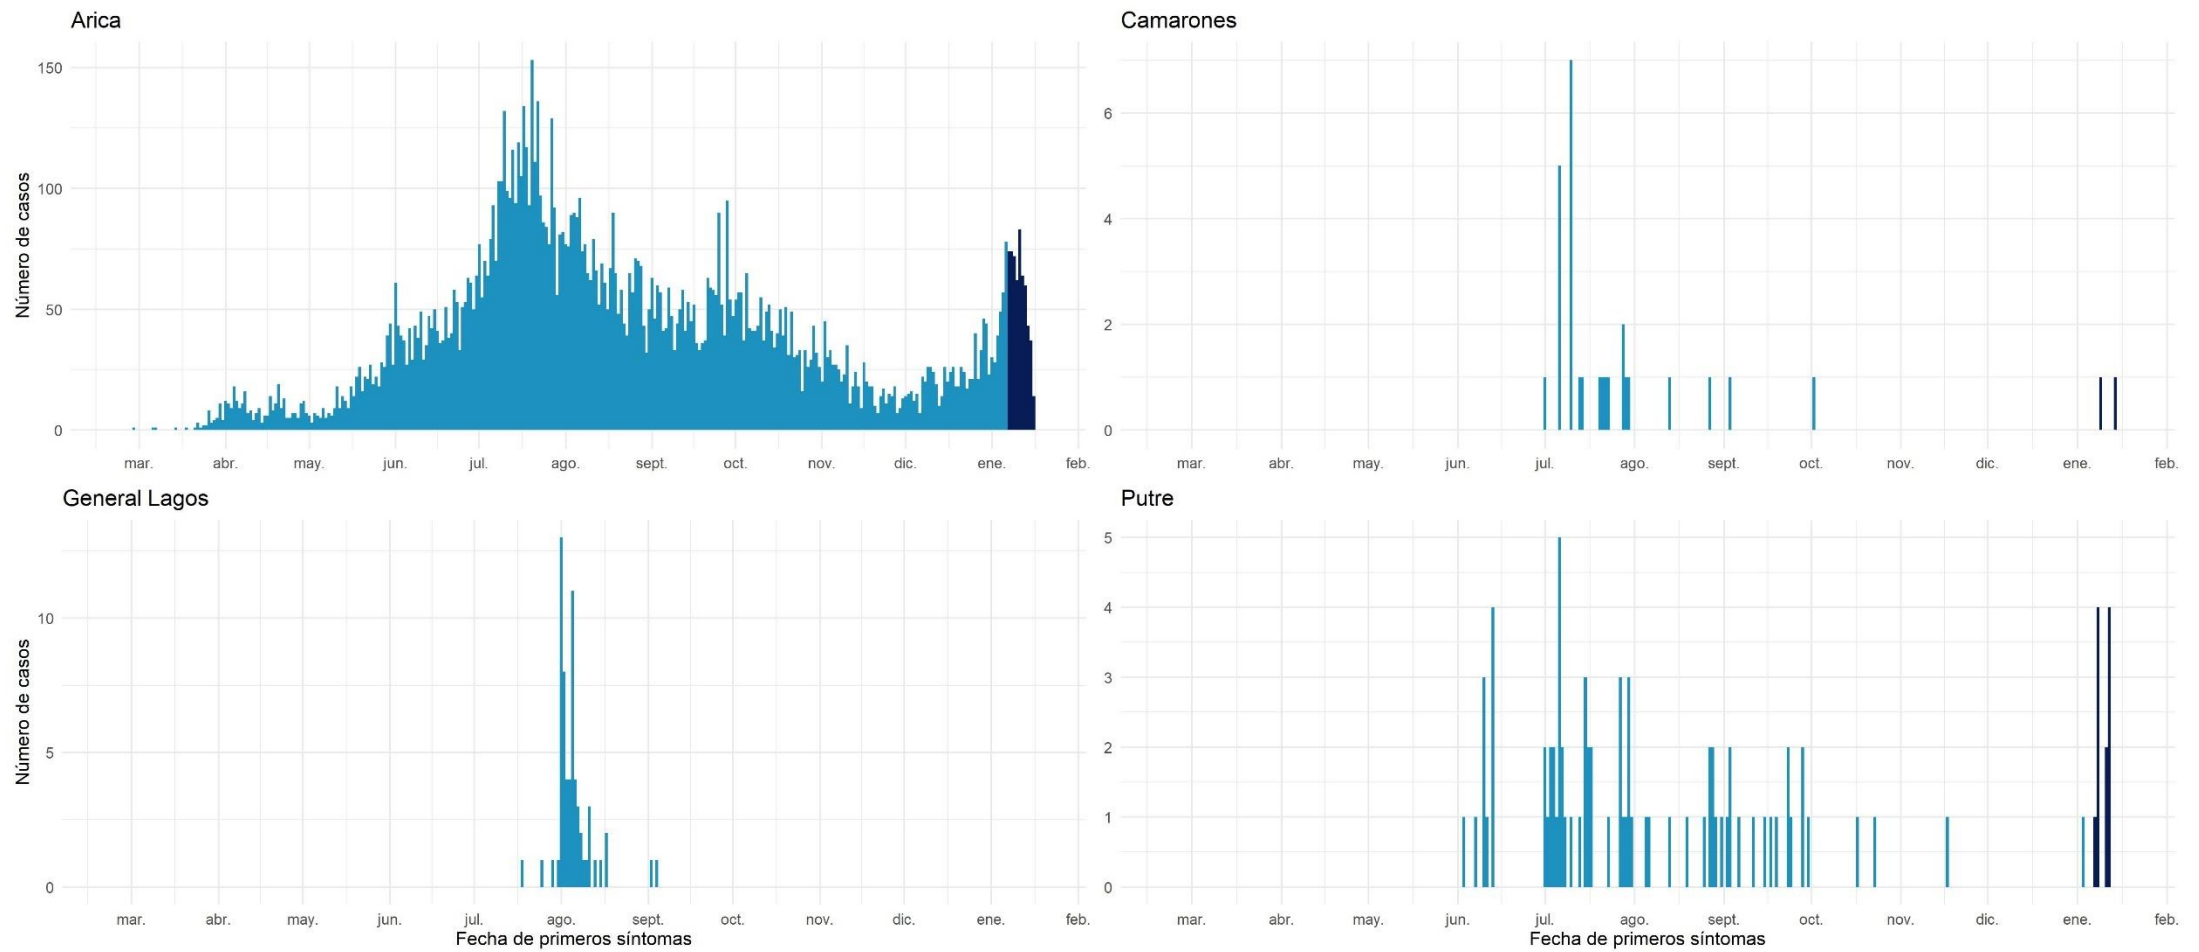 Arica
Número de casos
150
100
50
0
mar. abr. may. jun. jul. ago. sept. oct. nov. dic. ene. feb.
Camarones
6
4
2
0
mar. abr. may. jun. jul. ago. sept. oct. nov. dic. ene. feb.
General Lagos
Número de casos
10
5
0
mar. abr. may. jun. jul. ago. sept. oct. nov. dic. ene. feb.
Fecha de primeros síntomas
Putre
5
4
3
2
1
0
mar. abr. may. jun. jul. ago. sept. oct. nov. dic. ene. feb.
Fecha de primeros síntomas